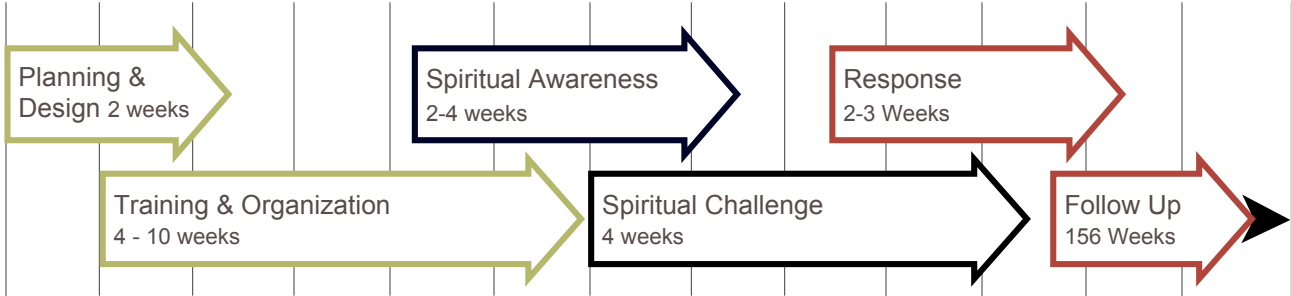 Planning &
Design 2 weeks
Spiritual Awareness
2-4 weeks
Response
2-3 Weeks
Training & Organization
4 - 10 weeks
Spiritual Challenge
4 weeks
Follow Up
156 Weeks